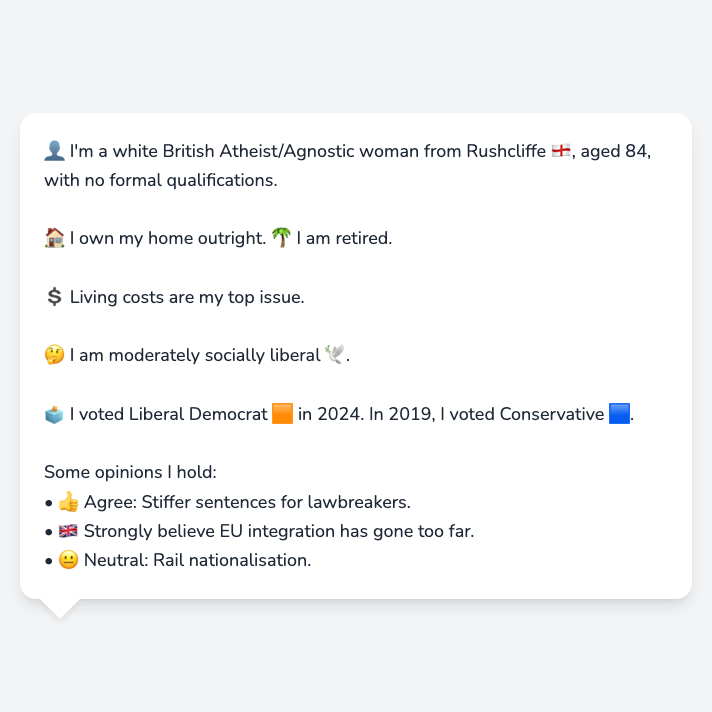 👤 I'm a white British Atheist/Agnostic woman from Rushcliffe 🏴󠁧󠁢󠁥󠁮󠁧󠁿, aged 84,
with no formal qualifications.
🏠 I own my home outright. 🌴 I am retired.
💲 Living costs are my top issue.
🤔 I am moderately socially liberal 🕊️.
🗳️ I voted Liberal Democrat 🟧 in 2024. In 2019, I voted Conservative 🟦.
Some opinions I hold:
• 👍 Agree: Stiffer sentences for lawbreakers.
• 🇬🇧 Strongly believe EU integration has gone too far.
• 😐 Neutral: Rail nationalisation.